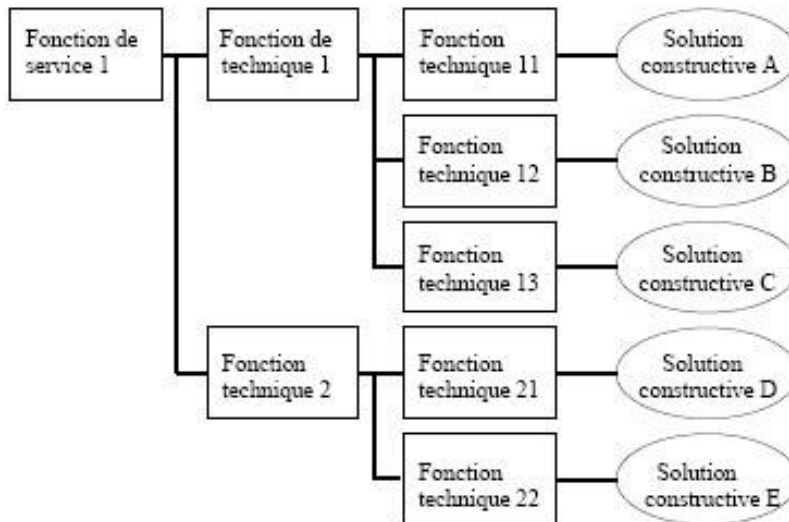 Fonction de
service 1
Fonction de
technique 1
Fonction
technique 11
Solution
constructive A
Fonction
technique 12
Solution
constructive B
Fonction
technique 13
Solution
constructive C
Fonction
technique 2
Fonction
technique 21
Solution
constructive D
Fonction
technique 22
Solution
constructive E